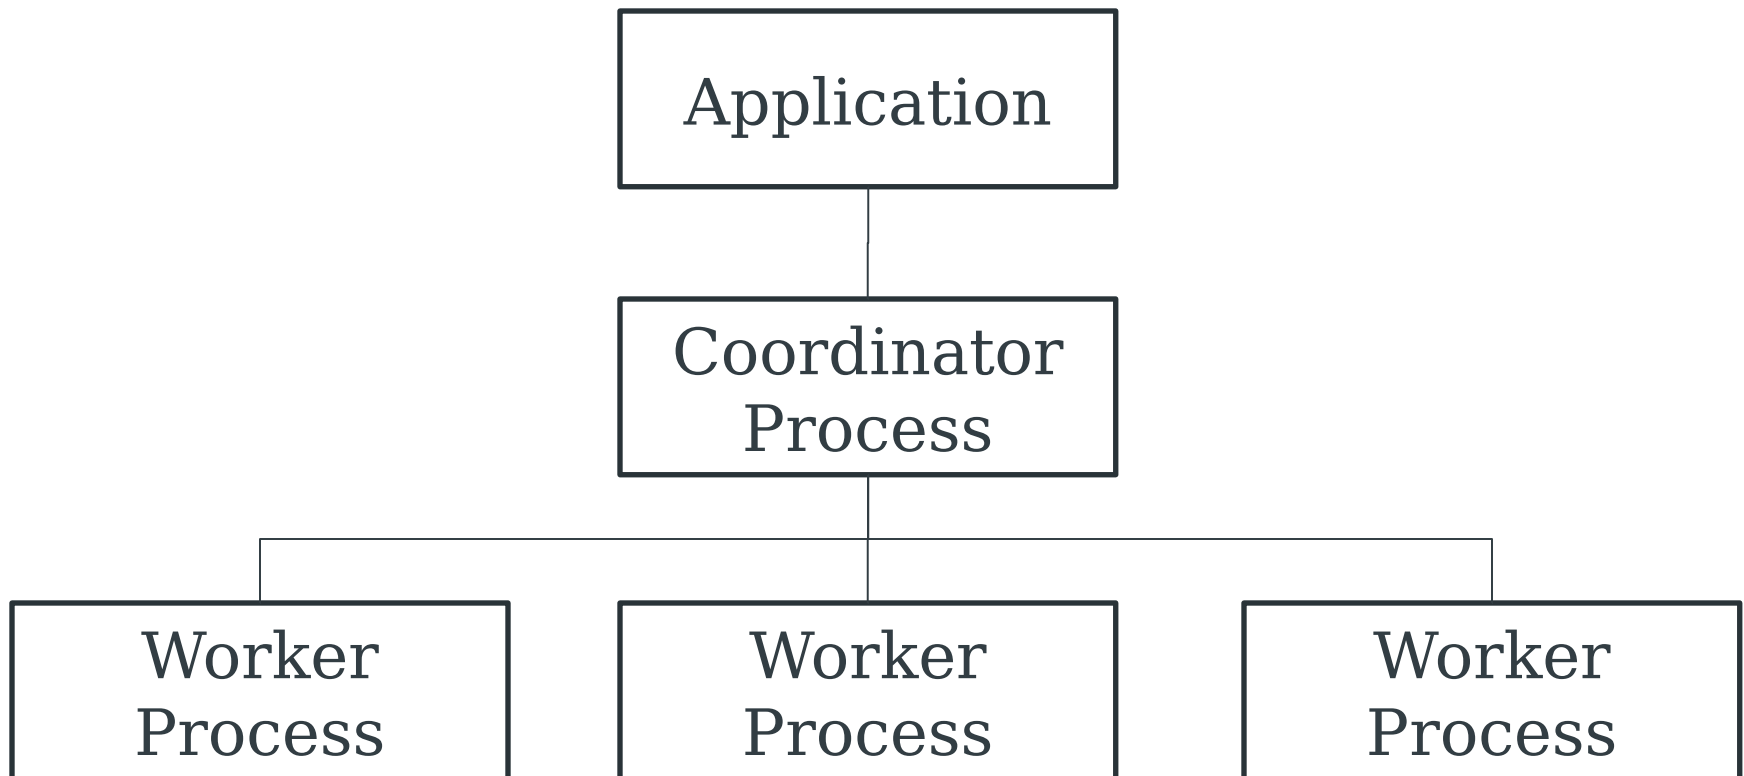 Application
Coordinator
Process
Worker
Process
Worker
Process
Worker
Process